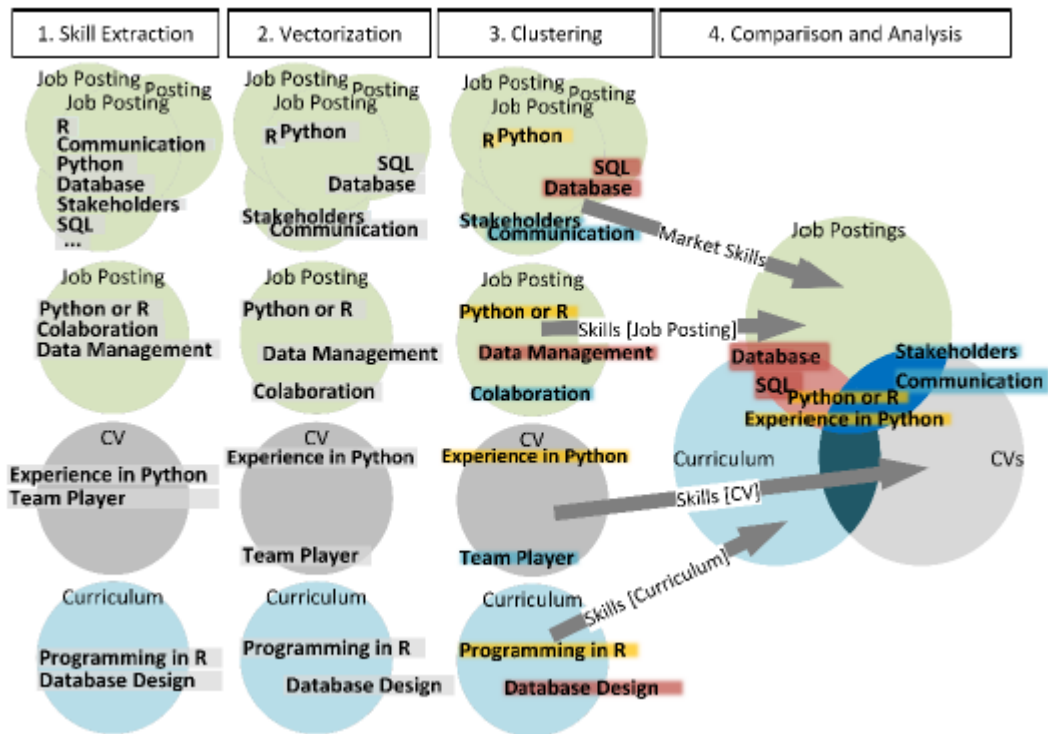 1. Skill Extraction
2. Vectorization
3. Clustering
4. Comparison and Analysis
Job Posting
Posting
Job Posting
R
Communication
Python
Database
Stakeholders
SQL
...
Job Posting
Python or R
Colaboration
Data Management
CV
Experience in Python
Team Player
Curriculum
Programming in R
Database Design
Job Posting
Posting
Job Posting
R Python
SQL
Database
Stakeholders
Communication
Job Posting
Python or R
Data Management
Colaboration
CV
Experience in Python
Team Player
Curriculum
Programming in R
Database Design
Job Posting
Posting
Job Posting
R Python
SQL
Database
Stakeholders
Communication
Job Posting
Python or R
Data Management
Colaboration
CV
Experience in Python
Team Player
Curriculum
Programming in R
Database Design
Market Skills
Skills [Job Posting]
Skills [CV]
Skills [Curriculum]
Job Postings
Database
SQL
Python or R
Experience in Python
Stakeholders
Communication
Curriculum
CVs